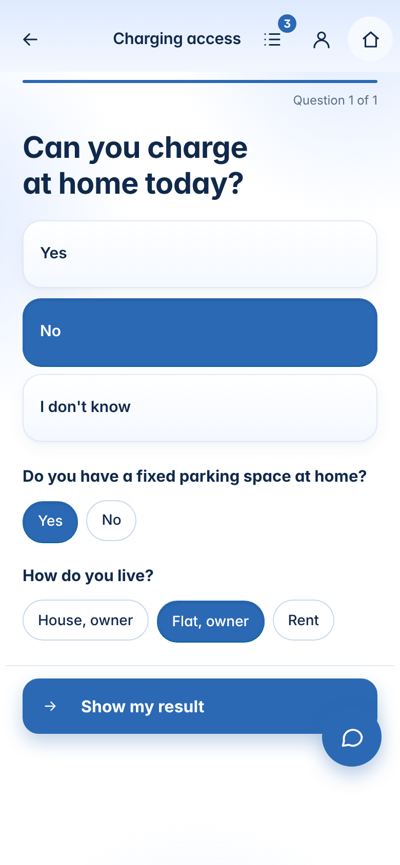 Charging access
3
Question 1 of 1
Can you charge
at home today?
Yes
No
I don't know
Do you have a fixed parking space at home?
Yes
No
How do you live?
House, owner
Flat, owner
Rent
Show my result